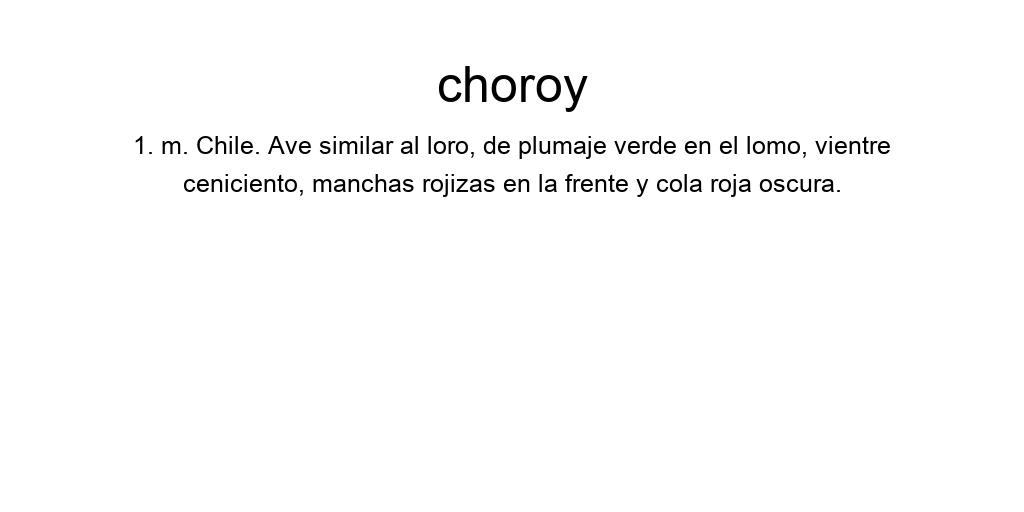 choroy
1. m. Chile. Ave similar al loro, de plumaje verde en el lomo, vientre
ceniciento, manchas rojizas en la frente y cola roja oscura.